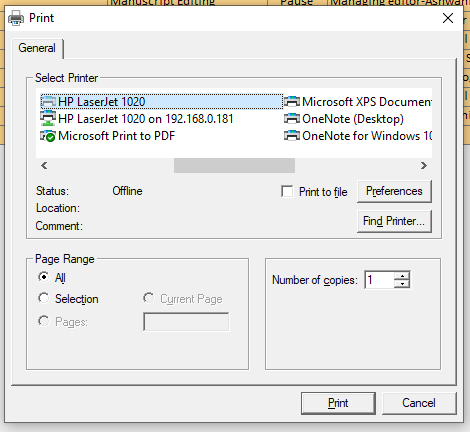 Manuscript Editing Pause Managing editor-Ashwani
Print
General
Select Printer
HP LaserJet 1020
HP LaserJet 1020 on 192.168.0.181
Microsoft Print to PDF
Microsoft XPS Documen
OneNote (Desktop)
OneNote for Windows 10
Status: Offline
Location:
Comment:
Print to file
Preferences
Find Printer...
Page Range
All
Selection
Current Page
Pages:
Number of copies: 1
Print
Cancel